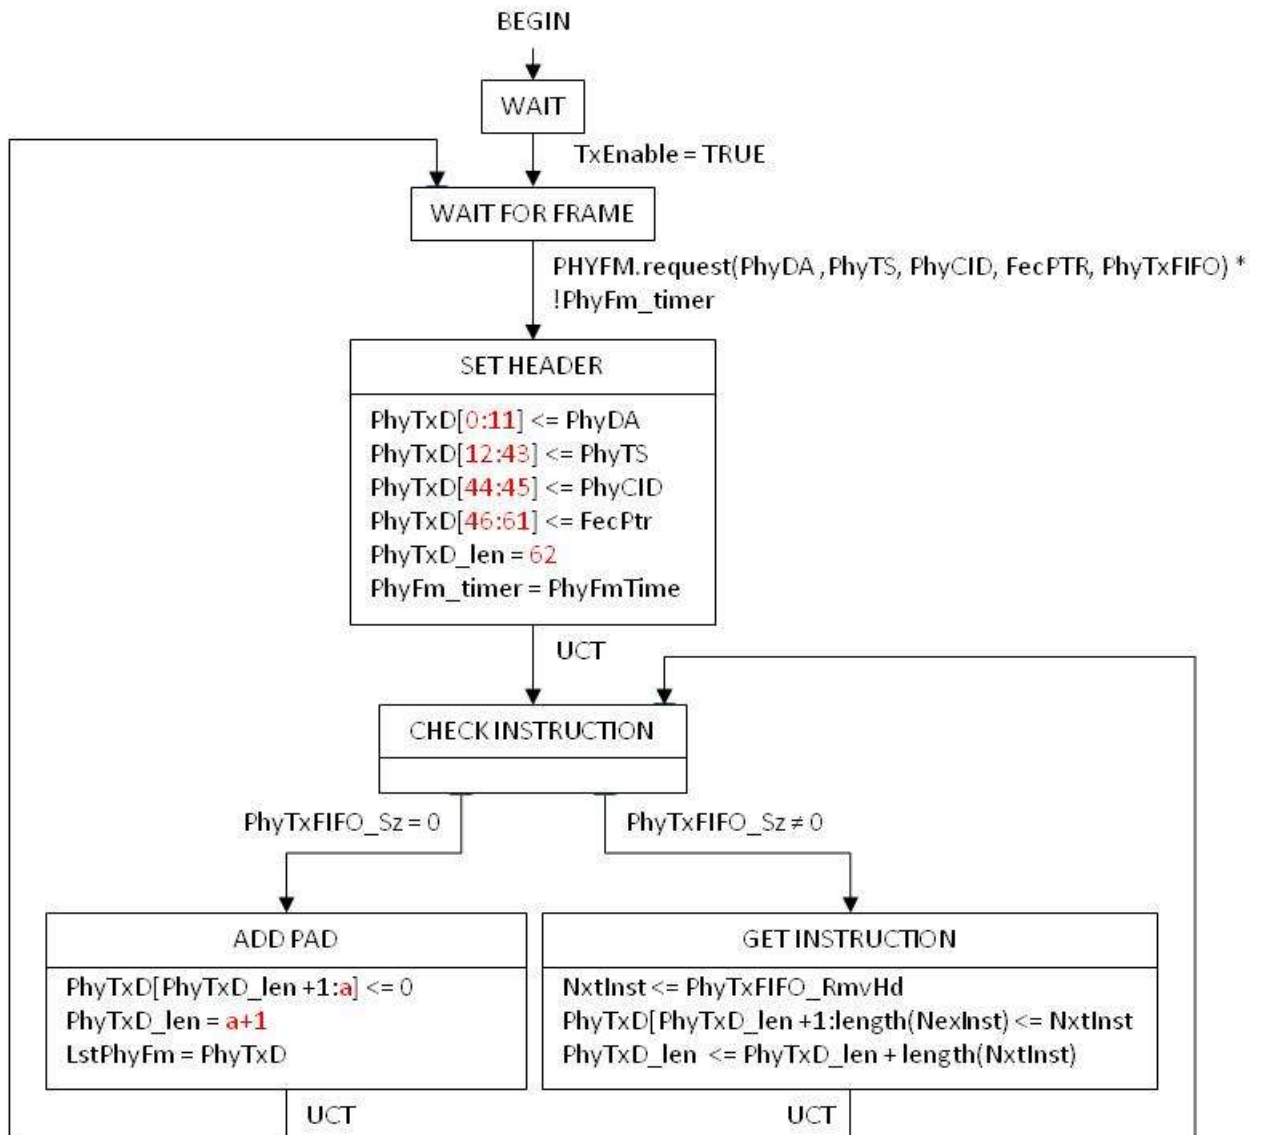 BEGIN
WAIT
TxEnable = TRUE
WAIT FOR FRAME
PHYFM.request(PhyDA ,PhyTS, PhyCID, FecPTR, PhyTxFIFO) *
!PhyFm_timer
SET HEADER
PhyTxD[0:11] <= PhyDA
PhyTxD[12:43] <= PhyTS
PhyTxD[44:45] <= PhyCID
PhyTxD[46:61] <= FecPtr
PhyTxD_len = 62
PhyFm_timer = PhyFmTime
UCT
CHECK INSTRUCTION
PhyTxFIFO_Sz = 0
PhyTxFIFO_Sz ≠ 0
ADD PAD
PhyTxD[PhyTxD_len +1:a] <= 0
PhyTxD_len = a+1
LstPhyFm = PhyTxD
UCT
GET INSTRUCTION
NxtInst <= PhyTxFIFO_RmvHd
PhyTxD[PhyTxD_len +1:length(NexInst) <= NxtInst
PhyTxD_len <= PhyTxD_len + length(NxtInst)
UCT